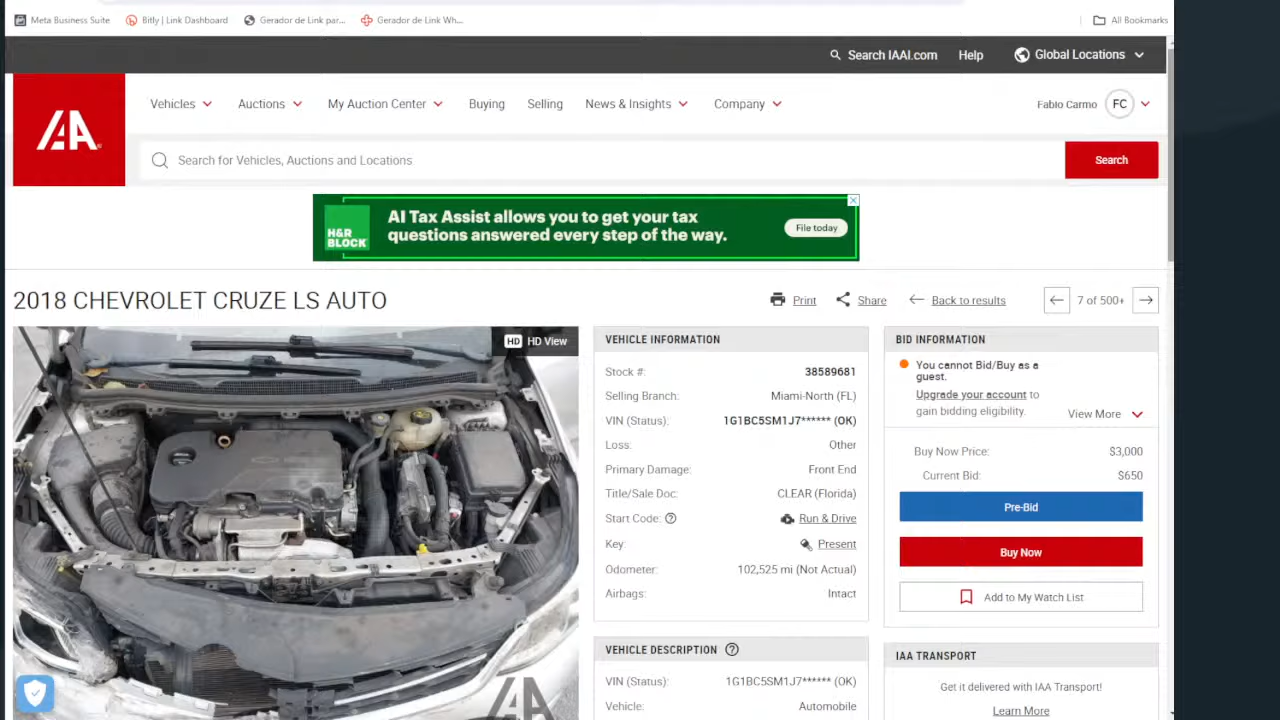 Meta Business Suite
Bitly | Link Dashboard
Gerador de Link par...
Gerador de Link Wh...
All Bookmarks
Search IAAI.com
Help
Global Locations
IAA
Vehicles
Auctions
My Auction Center
Buying
Selling
News & Insights
Company
Fabio Carmo
FC
Search for Vehicles, Auctions and Locations
Search
H&R
BLOCK
AI Tax Assist allows you to get your tax
questions answered every step of the way.
File today
2018 CHEVROLET CRUZE LS AUTO
Print
Share
Back to results
7 of 500+
HD HD View
VEHICLE INFORMATION
Stock #: 38589681
Selling Branch: Miami-North (FL)
VIN (Status): 1G1BC5SM1J7****** (OK)
Loss: Other
Primary Damage: Front End
Title/Sale Doc: CLEAR (Florida)
Start Code: Run & Drive
Key: Present
Odometer: 102,525 mi (Not Actual)
Airbags: Intact
VEHICLE DESCRIPTION
VIN (Status): 1G1BC5SM1J7****** (OK)
Vehicle: Automobile
BID INFORMATION
You cannot Bid/Buy as a
guest.
Upgrade your account to
gain bidding eligibility.
View More
Buy Now Price: $3,000
Current Bid: $650
Pre-Bid
Buy Now
Add to My Watch List
IAA TRANSPORT
Get it delivered with IAA Transport!
Learn More